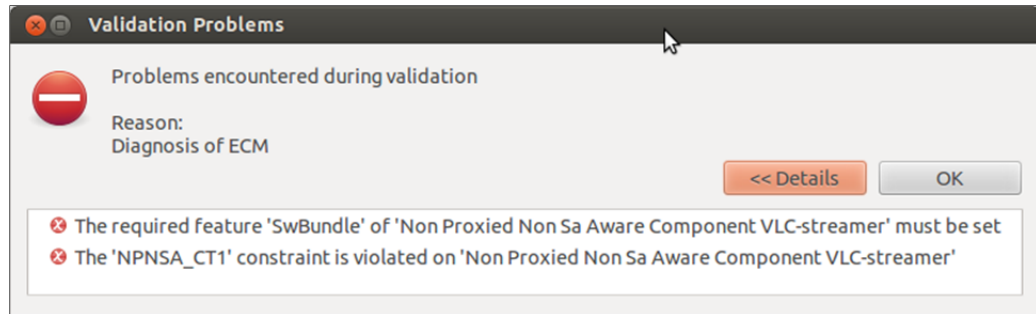 Validation Problems
Problems encountered during validation
Reason:
Diagnosis of ECM
<< Details
OK
The required feature 'SwBundle' of 'Non Proxied Non Sa Aware Component VLC-streamer' must be set
The 'NPNSA_CT1' constraint is violated on 'Non Proxied Non Sa Aware Component VLC-streamer'